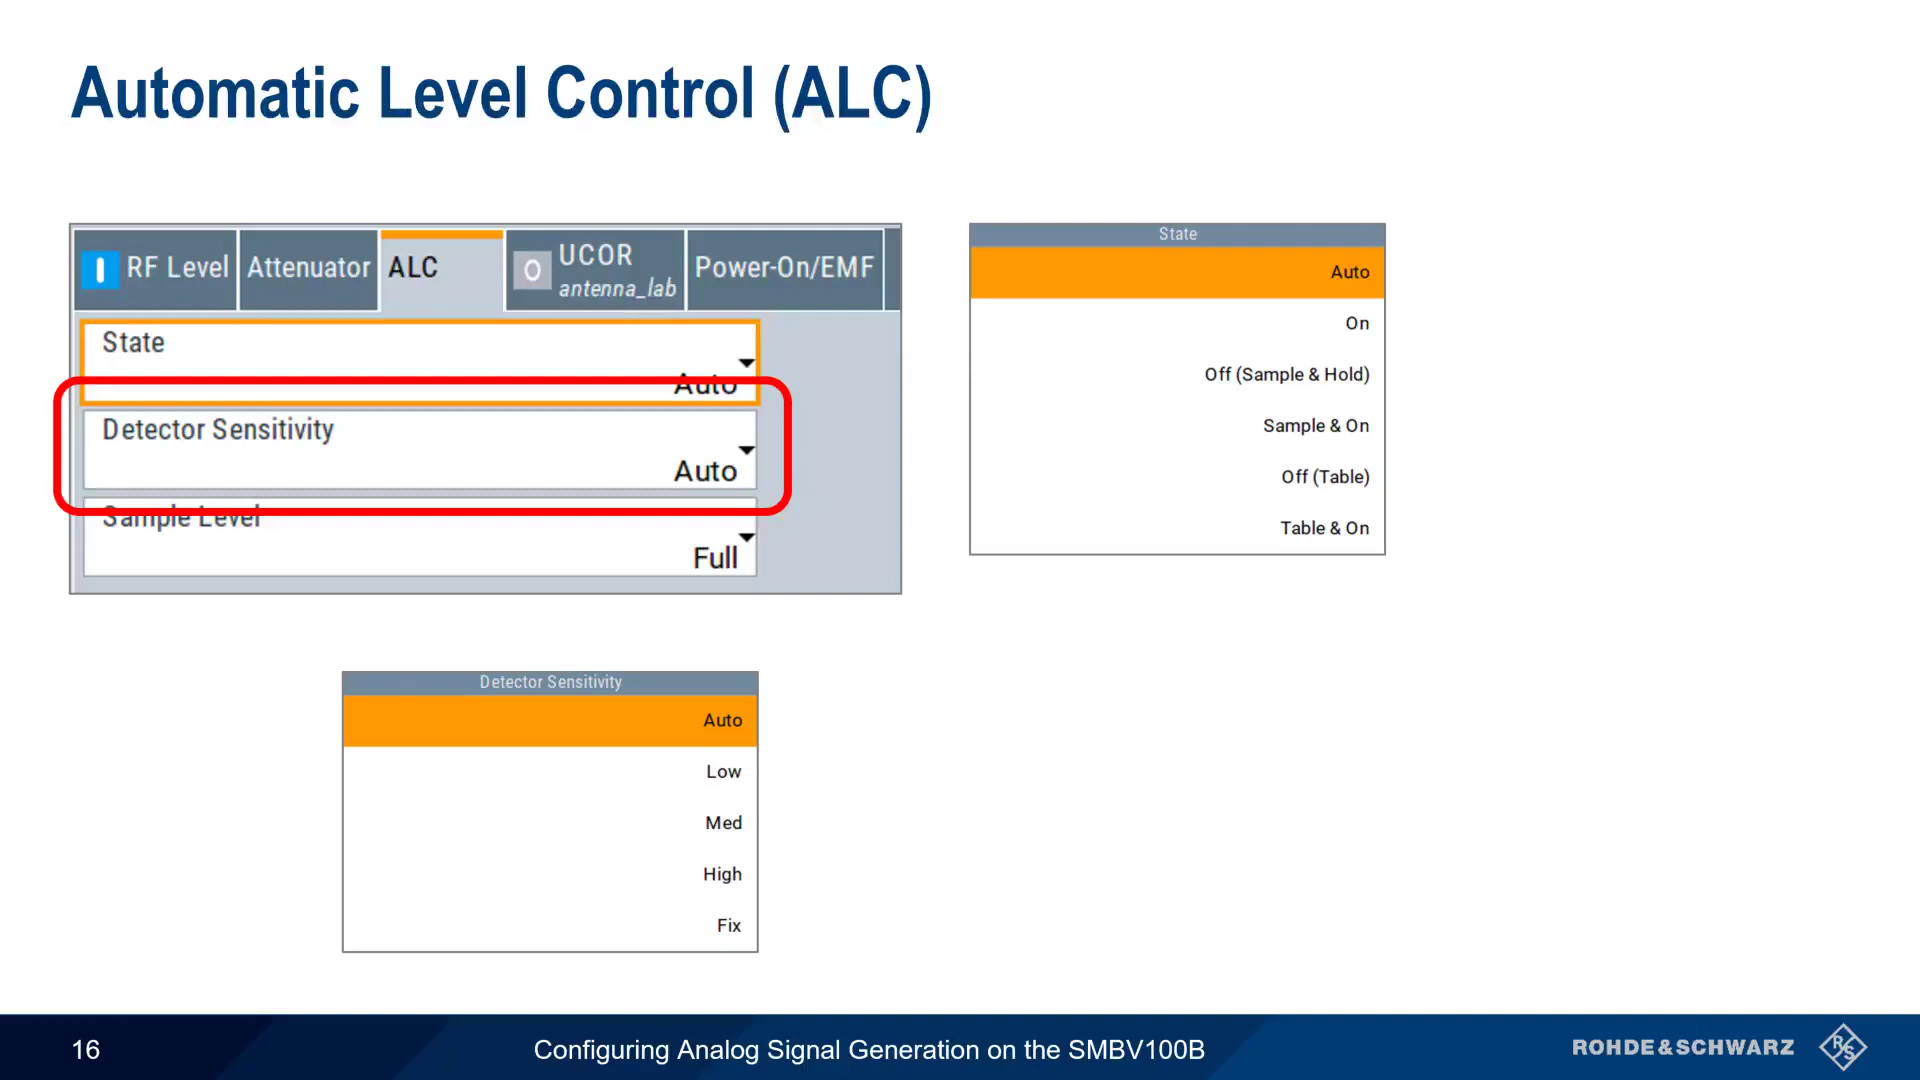 Automatic Level Control (ALC)
RF Level
Attenuator
ALC
UCOR
antenna_lab
Power-On/EMF
State
Auto
Detector Sensitivity
Auto
Sample Level
Full
State
Auto
On
Off (Sample & Hold)
Sample & On
Off (Table)
Table & On
Detector Sensitivity
Auto
Low
Med
High
Fix
16
Configuring Analog Signal Generation on the SMBV100B
ROHDE&SCHWARZ
R&S